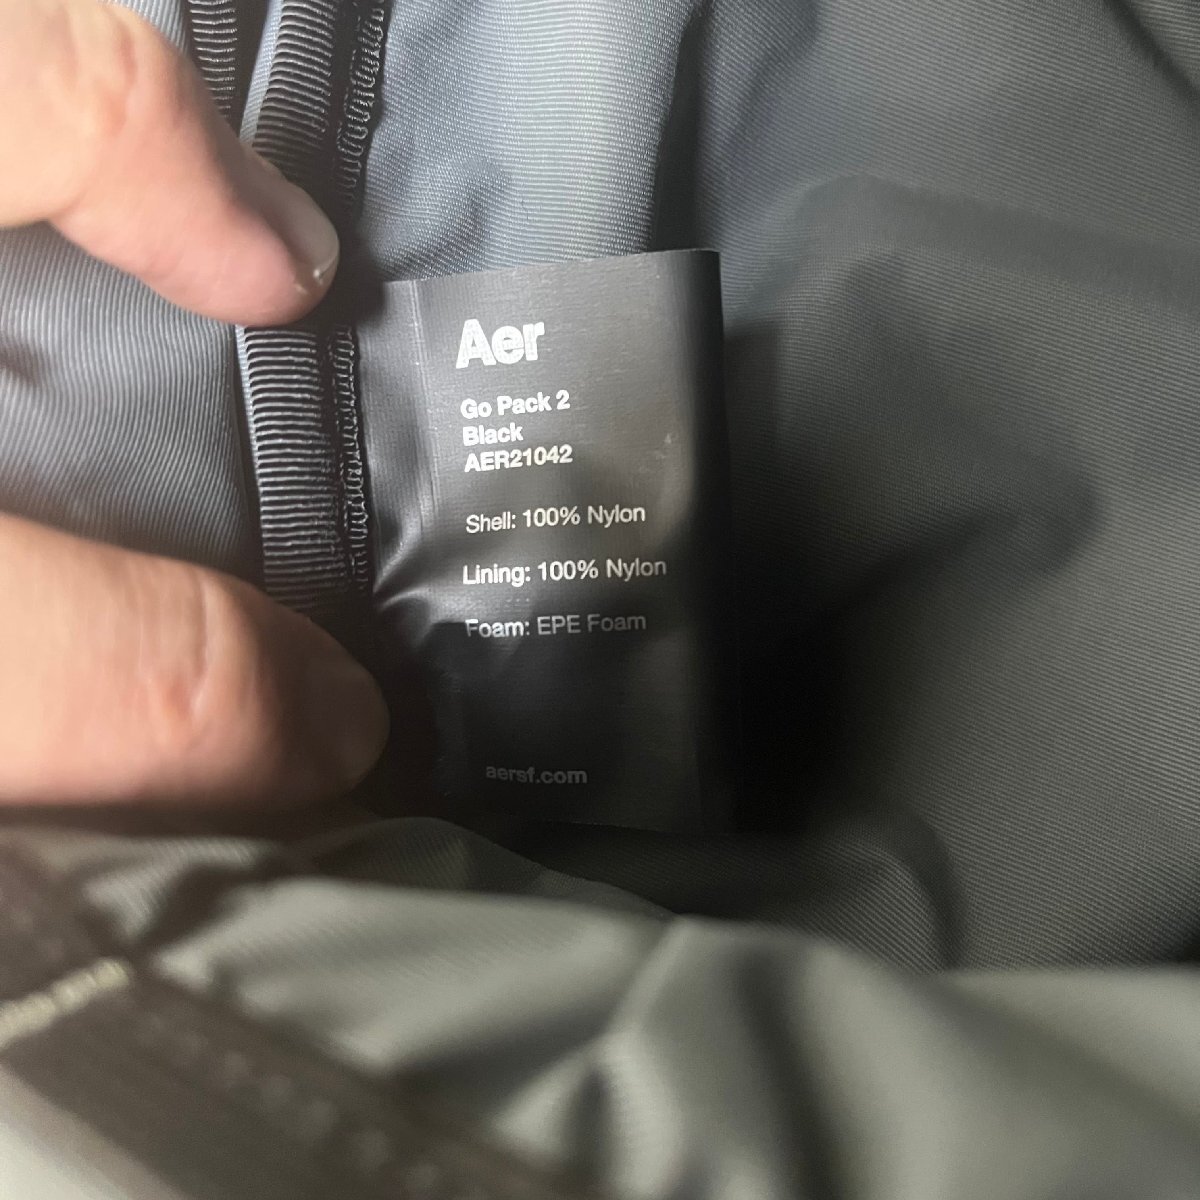 Aer
Go Pack 2
Black
AER21042
Shell: 100% Nylon
Lining: 100% Nylon
Foam: EPE Foam
aersf.com